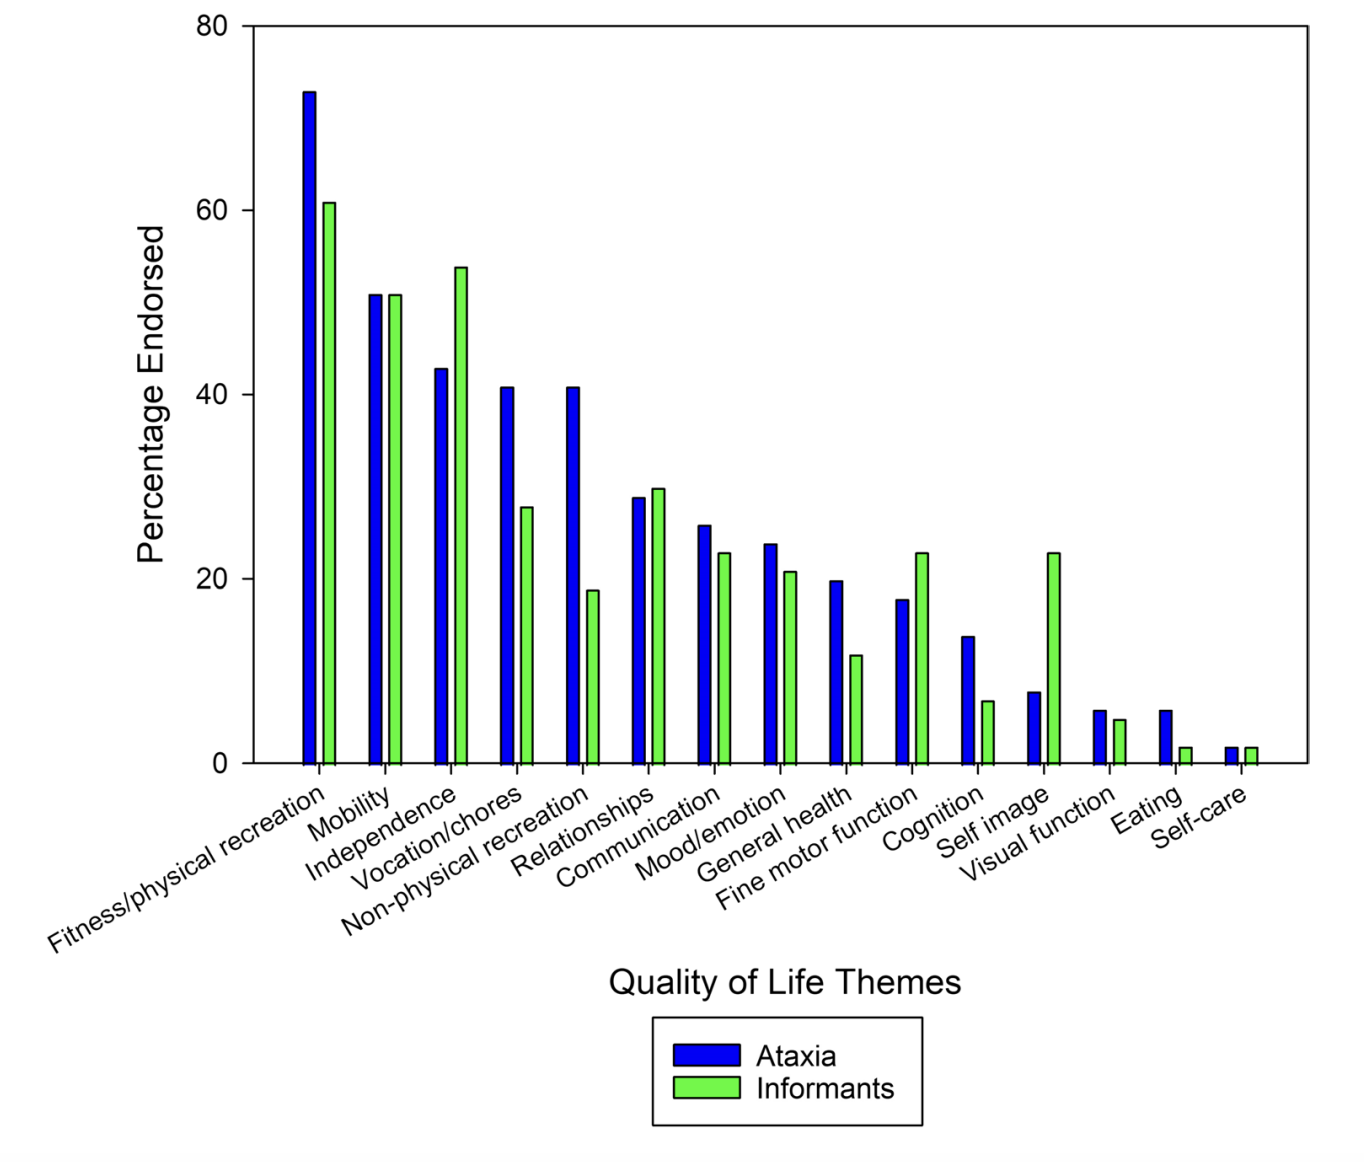 80
60
40
20
0
Percentage Endorsed
Fitness/physical recreation
Mobility
Independence
Vocation/chores
Non-physical recreation
Relationships
Communication
Mood/emotion
General health
Fine motor function
Cognition
Self image
Visual function
Eating
Self-care
Quality of Life Themes
Ataxia
Informants